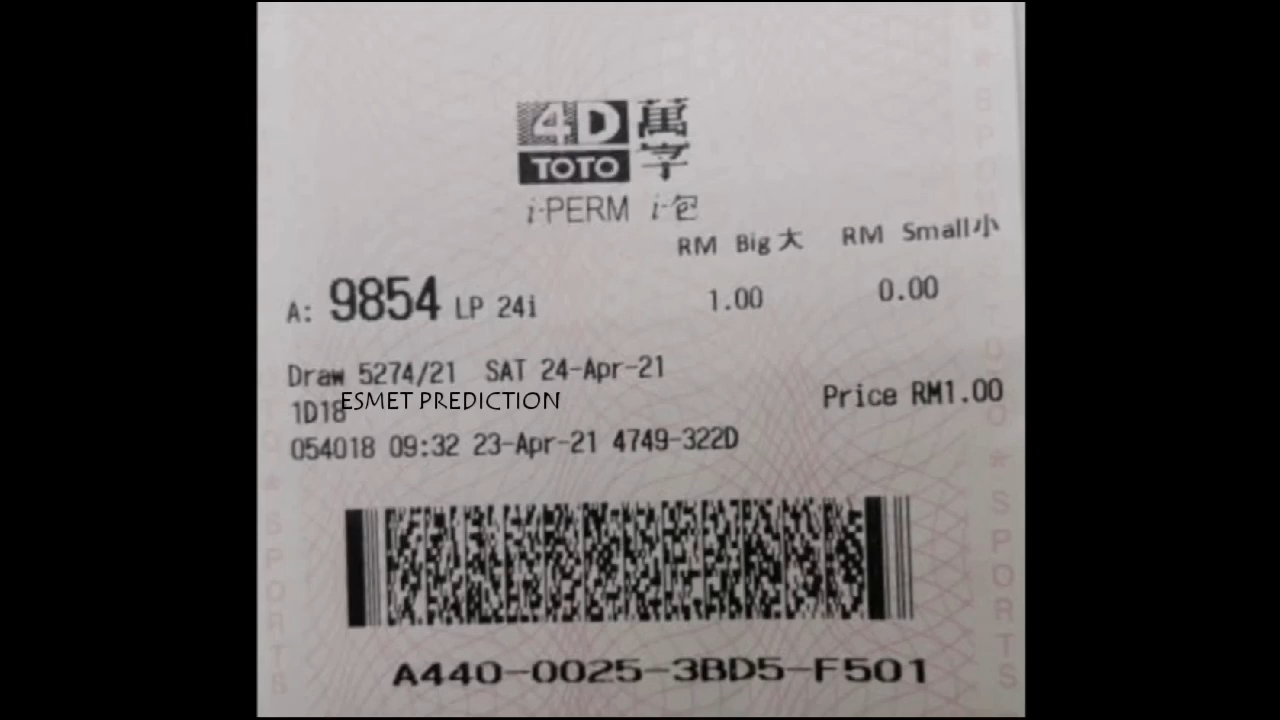 4D 萬字
TOTO
i-PERM i-包
RM Big 大 RM Small 小
A: 9854 LP 24i 1.00 0.00
Draw 5274/21 SAT 24-Apr-21
1D18 ESMET PREDICTION Price RM1.00
054018 09:32 23-Apr-21 4749-322D
A440-0025-3BD5-F501
SPORTS
SPORTS